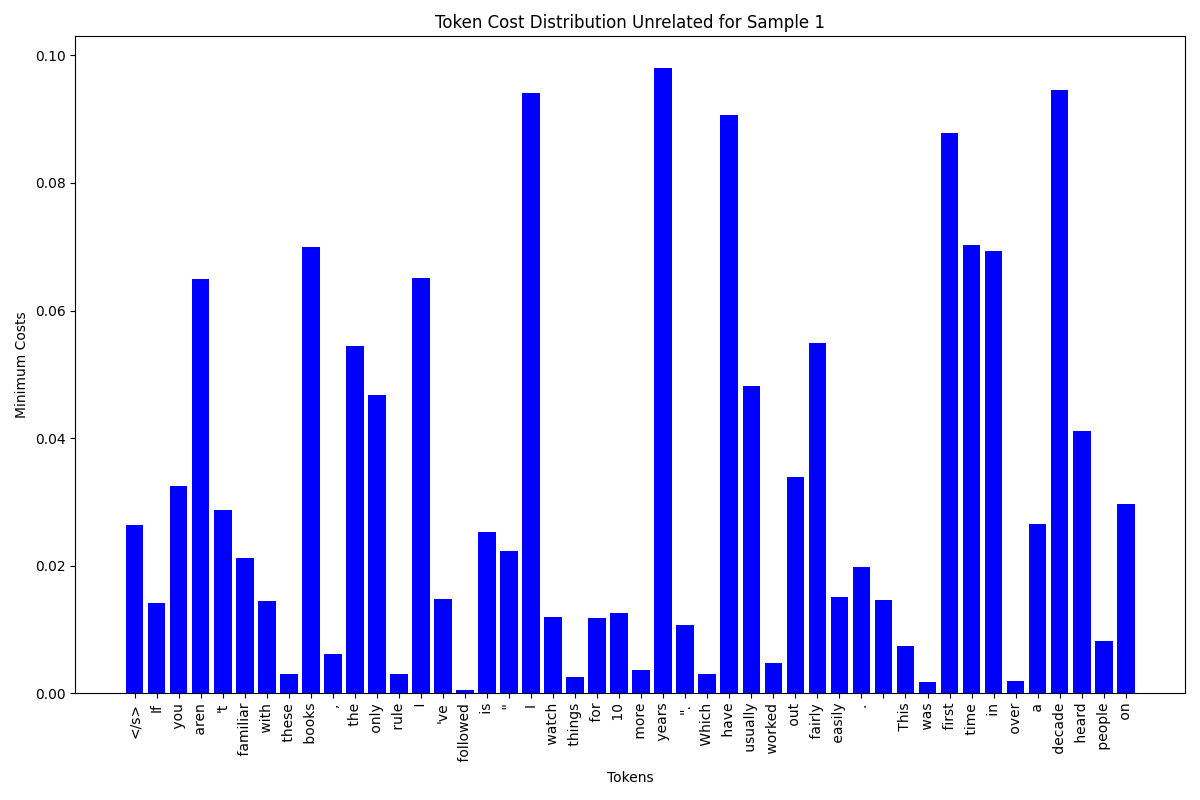 Token Cost Distribution Unrelated for Sample 1
Minimum Costs
0.10
0.08
0.06
0.04
0.02
0.00
</s>
If
you
aren
't
familiar
with
these
books
,
the
only
rule
I
've
followed
is
"
I
watch
things
for
10
more
years
".
Which
have
usually
worked
out
fairly
easily
.
This
was
first
time
in
over
a
decade
heard
people
on
Tokens